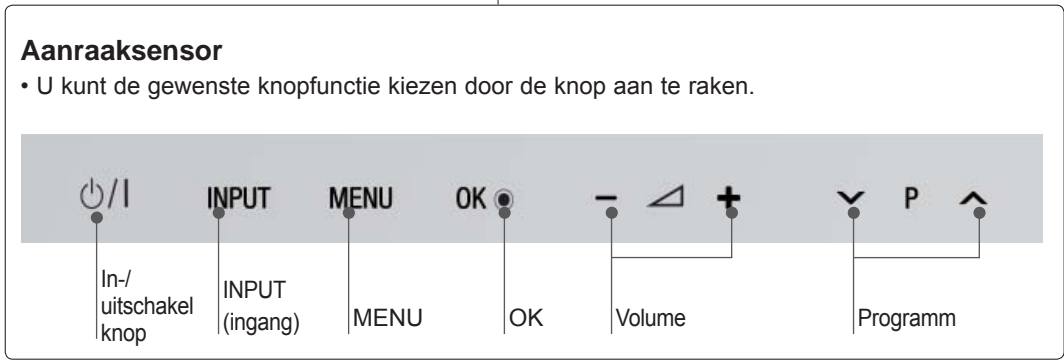 Aanraaksensor
• U kunt de gewenste knopfunctie kiezen door de knop aan te raken.
⏻/I INPUT MENU OK ◉ − ⊿ + ∨ P ∧
In-/
uitschakel
knop
INPUT
(ingang)
MENU
OK
Volume
Programm